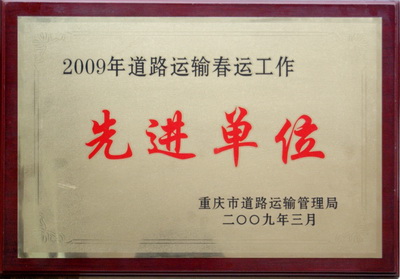 2009年道路运输春运工作
先进单位
重庆市道路运输管理局
二〇〇九年三月